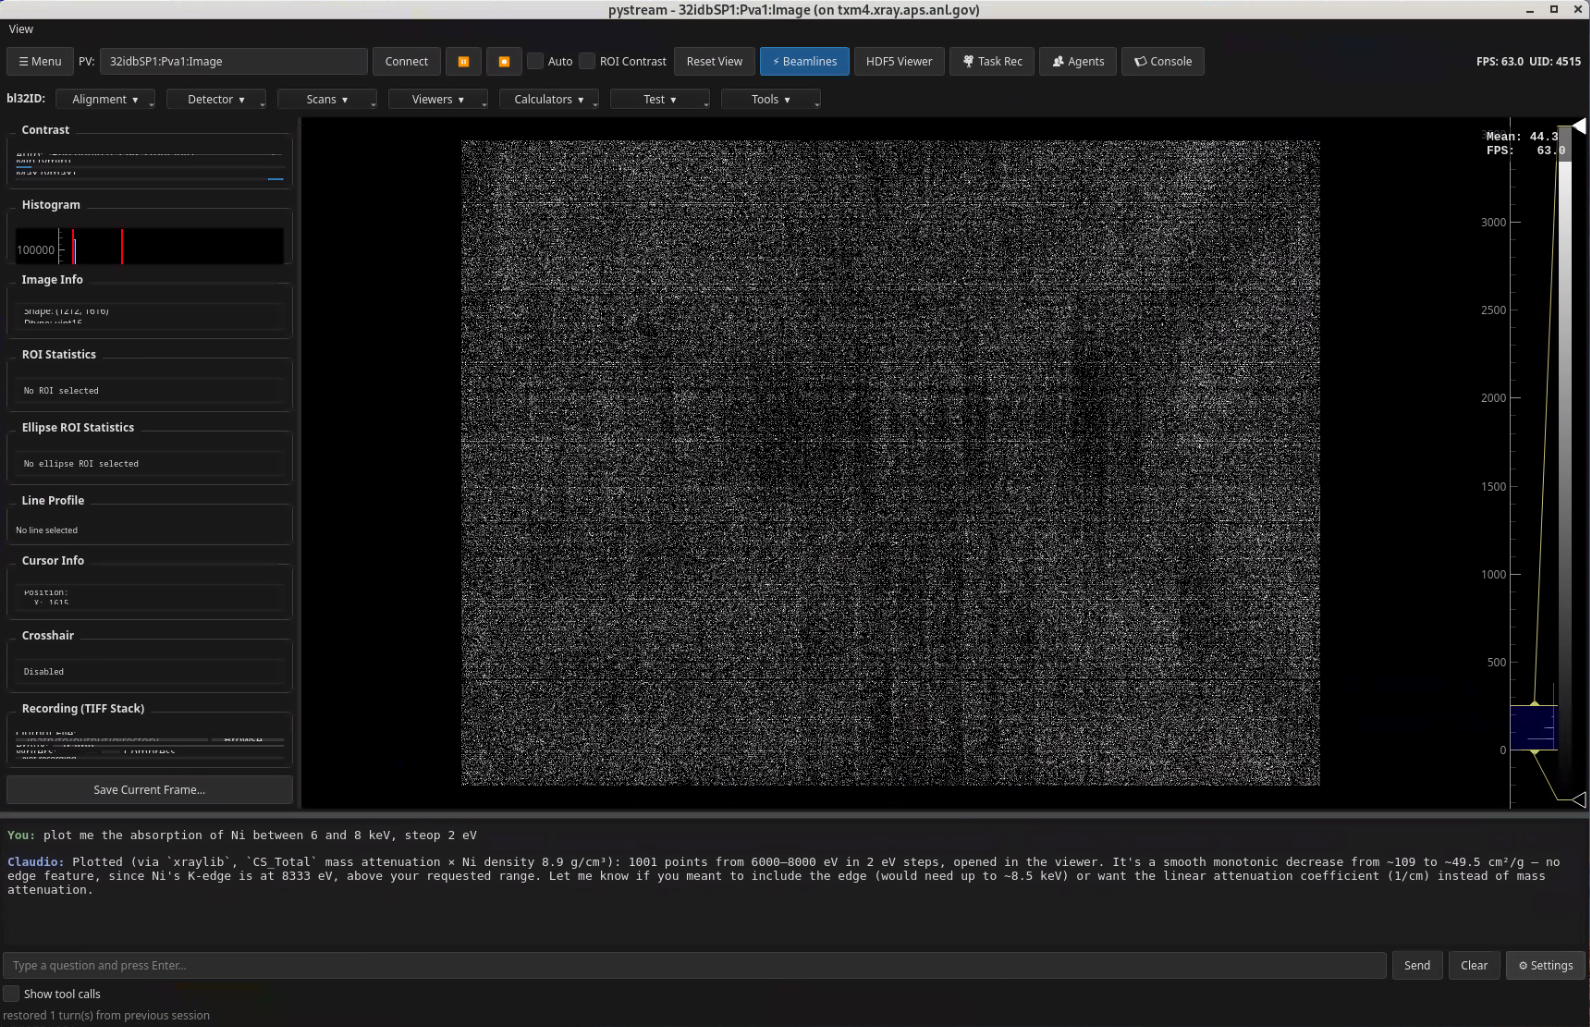 pystream - 32idbSP1:Pva1:Image (on txm4.xray.aps.anl.gov)
View
☰ Menu PV: 32idbSP1:Pva1:Image Connect Auto ROI Contrast Reset View ⚡ Beamlines HDF5 Viewer Task Rec Agents Console FPS: 63.0 UID: 4515
bl32ID: Alignment ▾ Detector ▾ Scans ▾ Viewers ▾ Calculators ▾ Test ▾ Tools ▾
Contrast
Histogram
100000
Image Info
Shape: (1212, 1616)
Dtype: uint16
ROI Statistics
No ROI selected
Ellipse ROI Statistics
No ellipse ROI selected
Line Profile
No line selected
Cursor Info
Position:
X: 1615
Crosshair
Disabled
Recording (TIFF Stack)
Save Current Frame...
Mean: 44.3
FPS: 63.0
3000
2500
2000
1500
1000
500
0
You: plot me the absorption of Ni between 6 and 8 keV, steop 2 eV
Claudio: Plotted (via `xraylib`, `CS_Total` mass attenuation × Ni density 8.9 g/cm³): 1001 points from 6000–8000 eV in 2 eV steps, opened in the viewer. It's a smooth monotonic decrease from ~109 to ~49.5 cm²/g — no
edge feature, since Ni's K-edge is at 8333 eV, above your requested range. Let me know if you meant to include the edge (would need up to ~8.5 keV) or want the linear attenuation coefficient (1/cm) instead of mass
attenuation.
Type a question and press Enter...
Send Clear ⚙ Settings
Show tool calls
restored 1 turn(s) from previous session